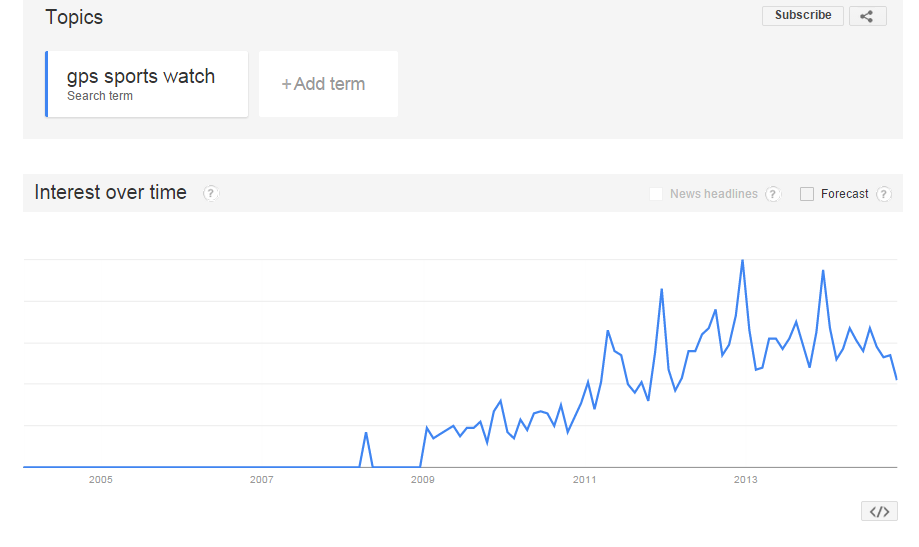 Topics
Subscribe
gps sports watch
Search term
+Add term
Interest over time
?
News headlines
?
Forecast
?
2005
2007
2009
2011
2013
</>